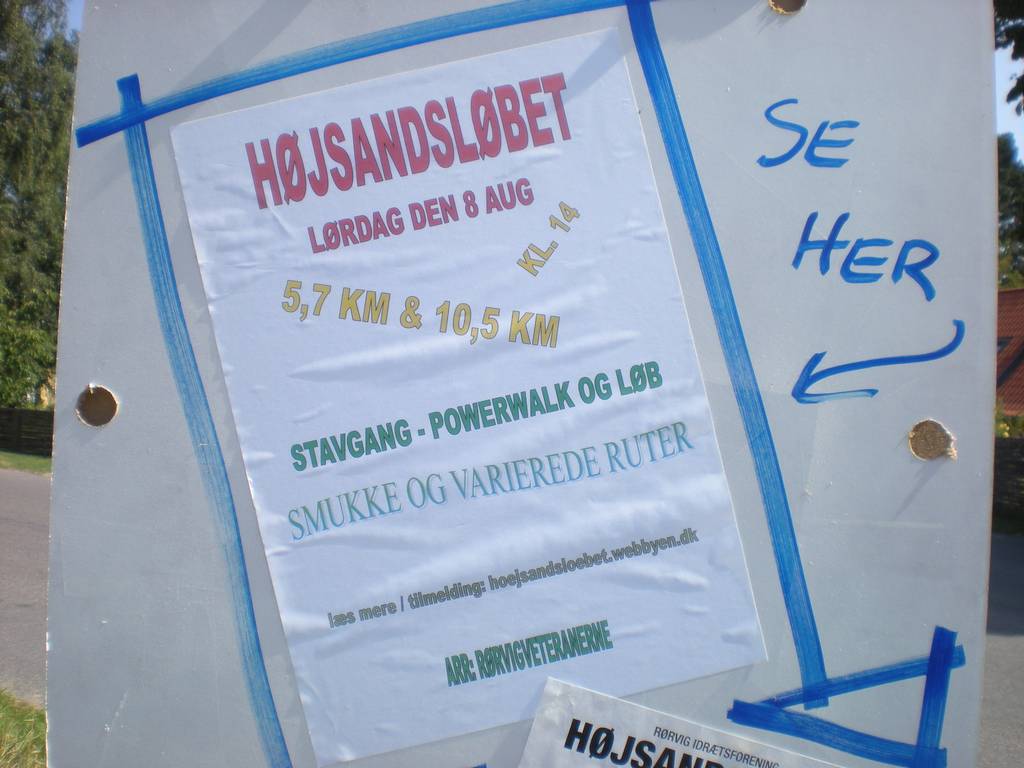 HØJSANDSLØBET
LØRDAG DEN 8 AUG
KL. 14
5,7 KM & 10,5 KM
STAVGANG - POWERWALK OG LØB
SMUKKE OG VARIEREDE RUTER
læs mere / tilmelding: hoejsandsloebet.webbyen.dk
ARR: RØRVIGVETERANERNE
SE
HER
RØRVIG IDRÆTSFORENING
HØJSAND